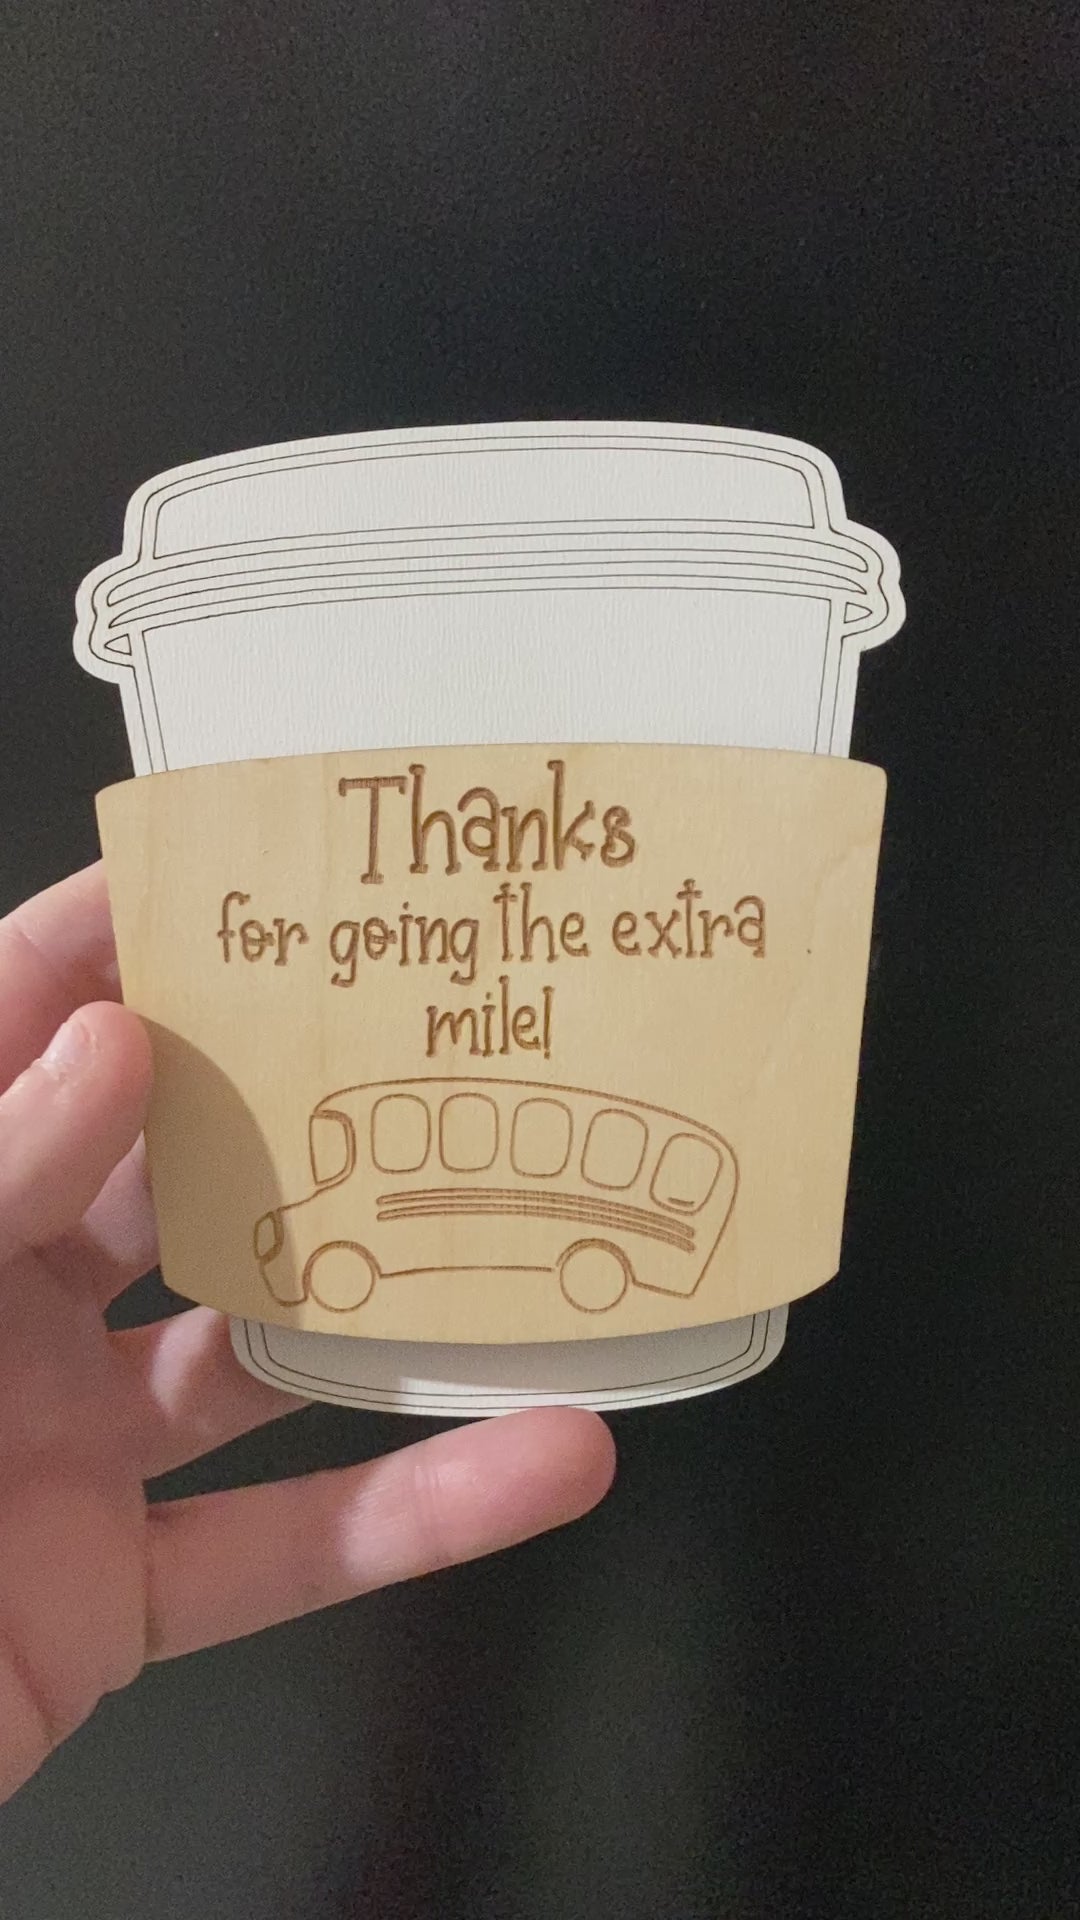 Thanks
for going the extra
mile!